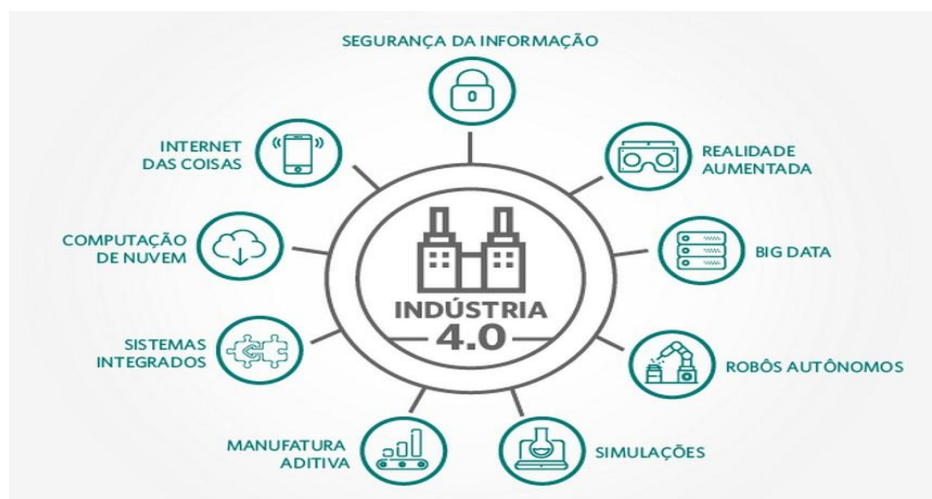 SEGURANÇA DA INFORMAÇÃO
INTERNET
DAS COISAS
REALIDADE
AUMENTADA
COMPUTAÇÃO
DE NUVEM
BIG DATA
INDÚSTRIA
4.0
SISTEMAS
INTEGRADOS
ROBÔS AUTÔNOMOS
MANUFATURA
ADITIVA
SIMULAÇÕES